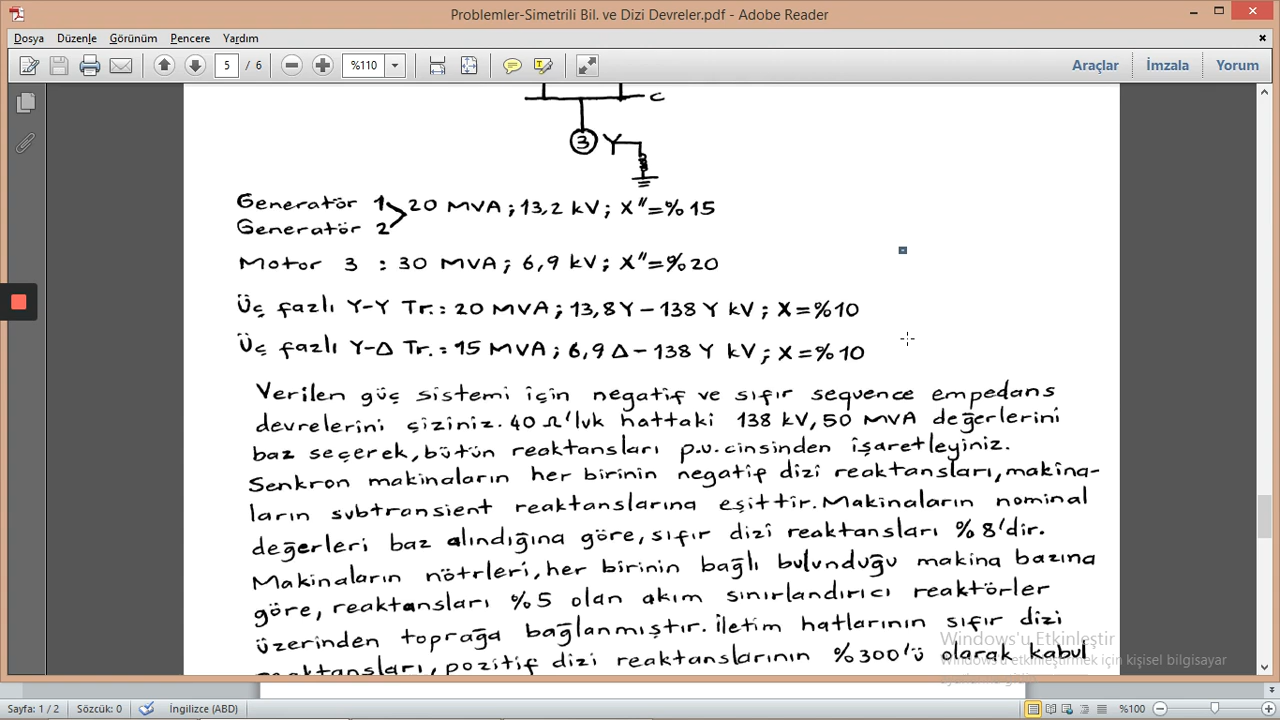 Problemler-Simetrili Bil. ve Dizi Devreler.pdf - Adobe Reader
Dosya Düzenle Görünüm Pencere Yardım
5 / 6 %110 Araçlar İmzala Yorum
C
3
Generatör 1
20 MVA ; 13,2 kV ; X"=%15
Generatör 2
Motor 3 : 30 MVA ; 6,9 kV ; X"=%20
Üç fazlı Y-Y Tr. : 20 MVA ; 13,8 Y - 138 Y kV ; X=%10
Üç fazlı Y-Δ Tr. : 15 MVA ; 6,9 Δ - 138 Y kV ; X=%10
Verilen güç sistemi için negatif ve sıfır sequence empedans
devrelerini çiziniz. 40 Ω'luk hattaki 138 kV, 50 MVA değerlerini
baz seçerek, bütün reaktansları p.u. cinsinden işaretleyiniz.
Senkron makinaların her birinin negatif dizi reaktansları, makina-
ların subtransient reaktanslarına eşittir. Makinaların nominal
değerleri baz alındığına göre, sıfır dizi reaktansları %8'dir.
Makinaların nötrleri, her birinin bağlı bulunduğu makina bazına
göre, reaktansları %5 olan akım sınırlandırıcı reaktörler
üzerinden toprağa bağlanmıştır. İletim hatlarının sıfır dizi
reaktansları, pozitif dizi reaktanslarının %300'ü olarak kabul
Windows'u Etkinleştir
Windows'u etkinleştirmek için kişisel bilgisayar
Sayfa: 1 / 2 Sözcük: 0 İngilizce (ABD) %100